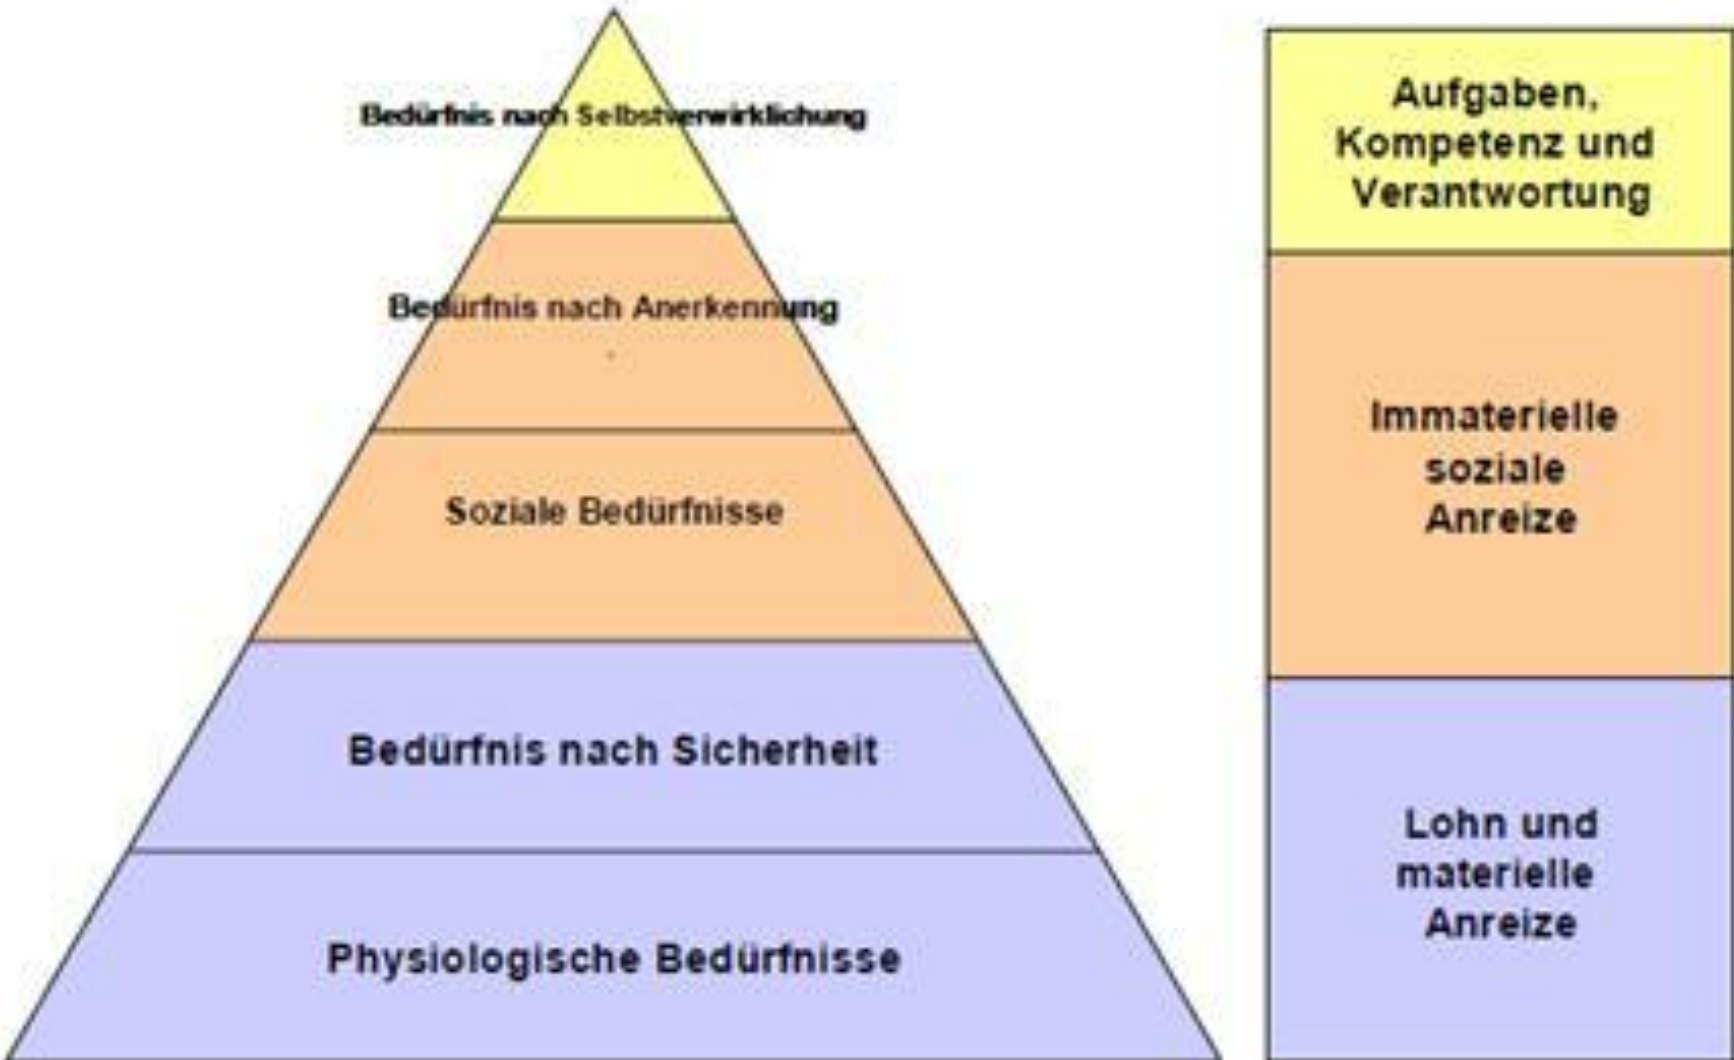 Bedürfnis nach Selbstverwirklichung
Bedürfnis nach Anerkennung
Soziale Bedürfnisse
Bedürfnis nach Sicherheit
Physiologische Bedürfnisse
Aufgaben,
Kompetenz und
Verantwortung
Immaterielle
soziale
Anreize
Lohn und
materielle
Anreize